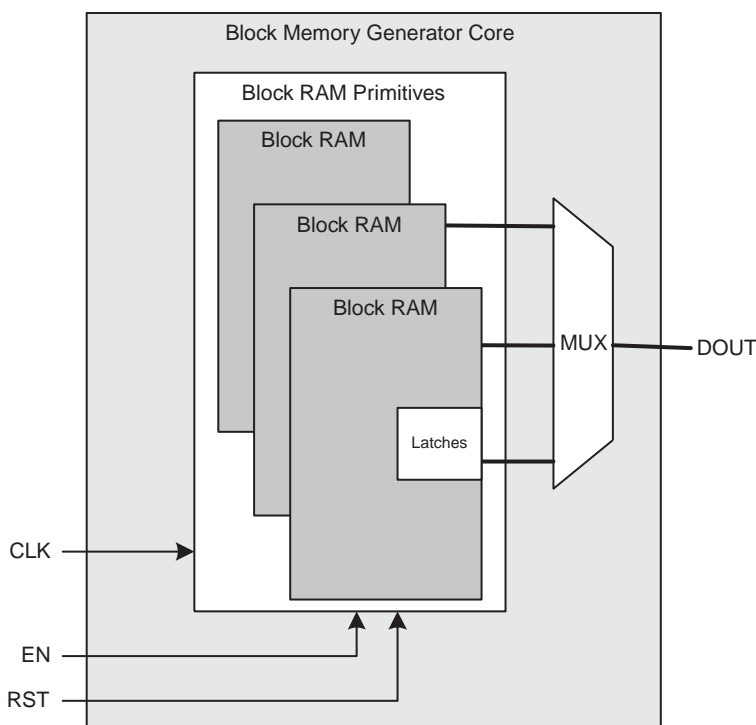 Block Memory Generator Core
Block RAM Primitives
Block RAM
Block RAM
Block RAM
MUX
DOUT
Latches
CLK
EN
RST